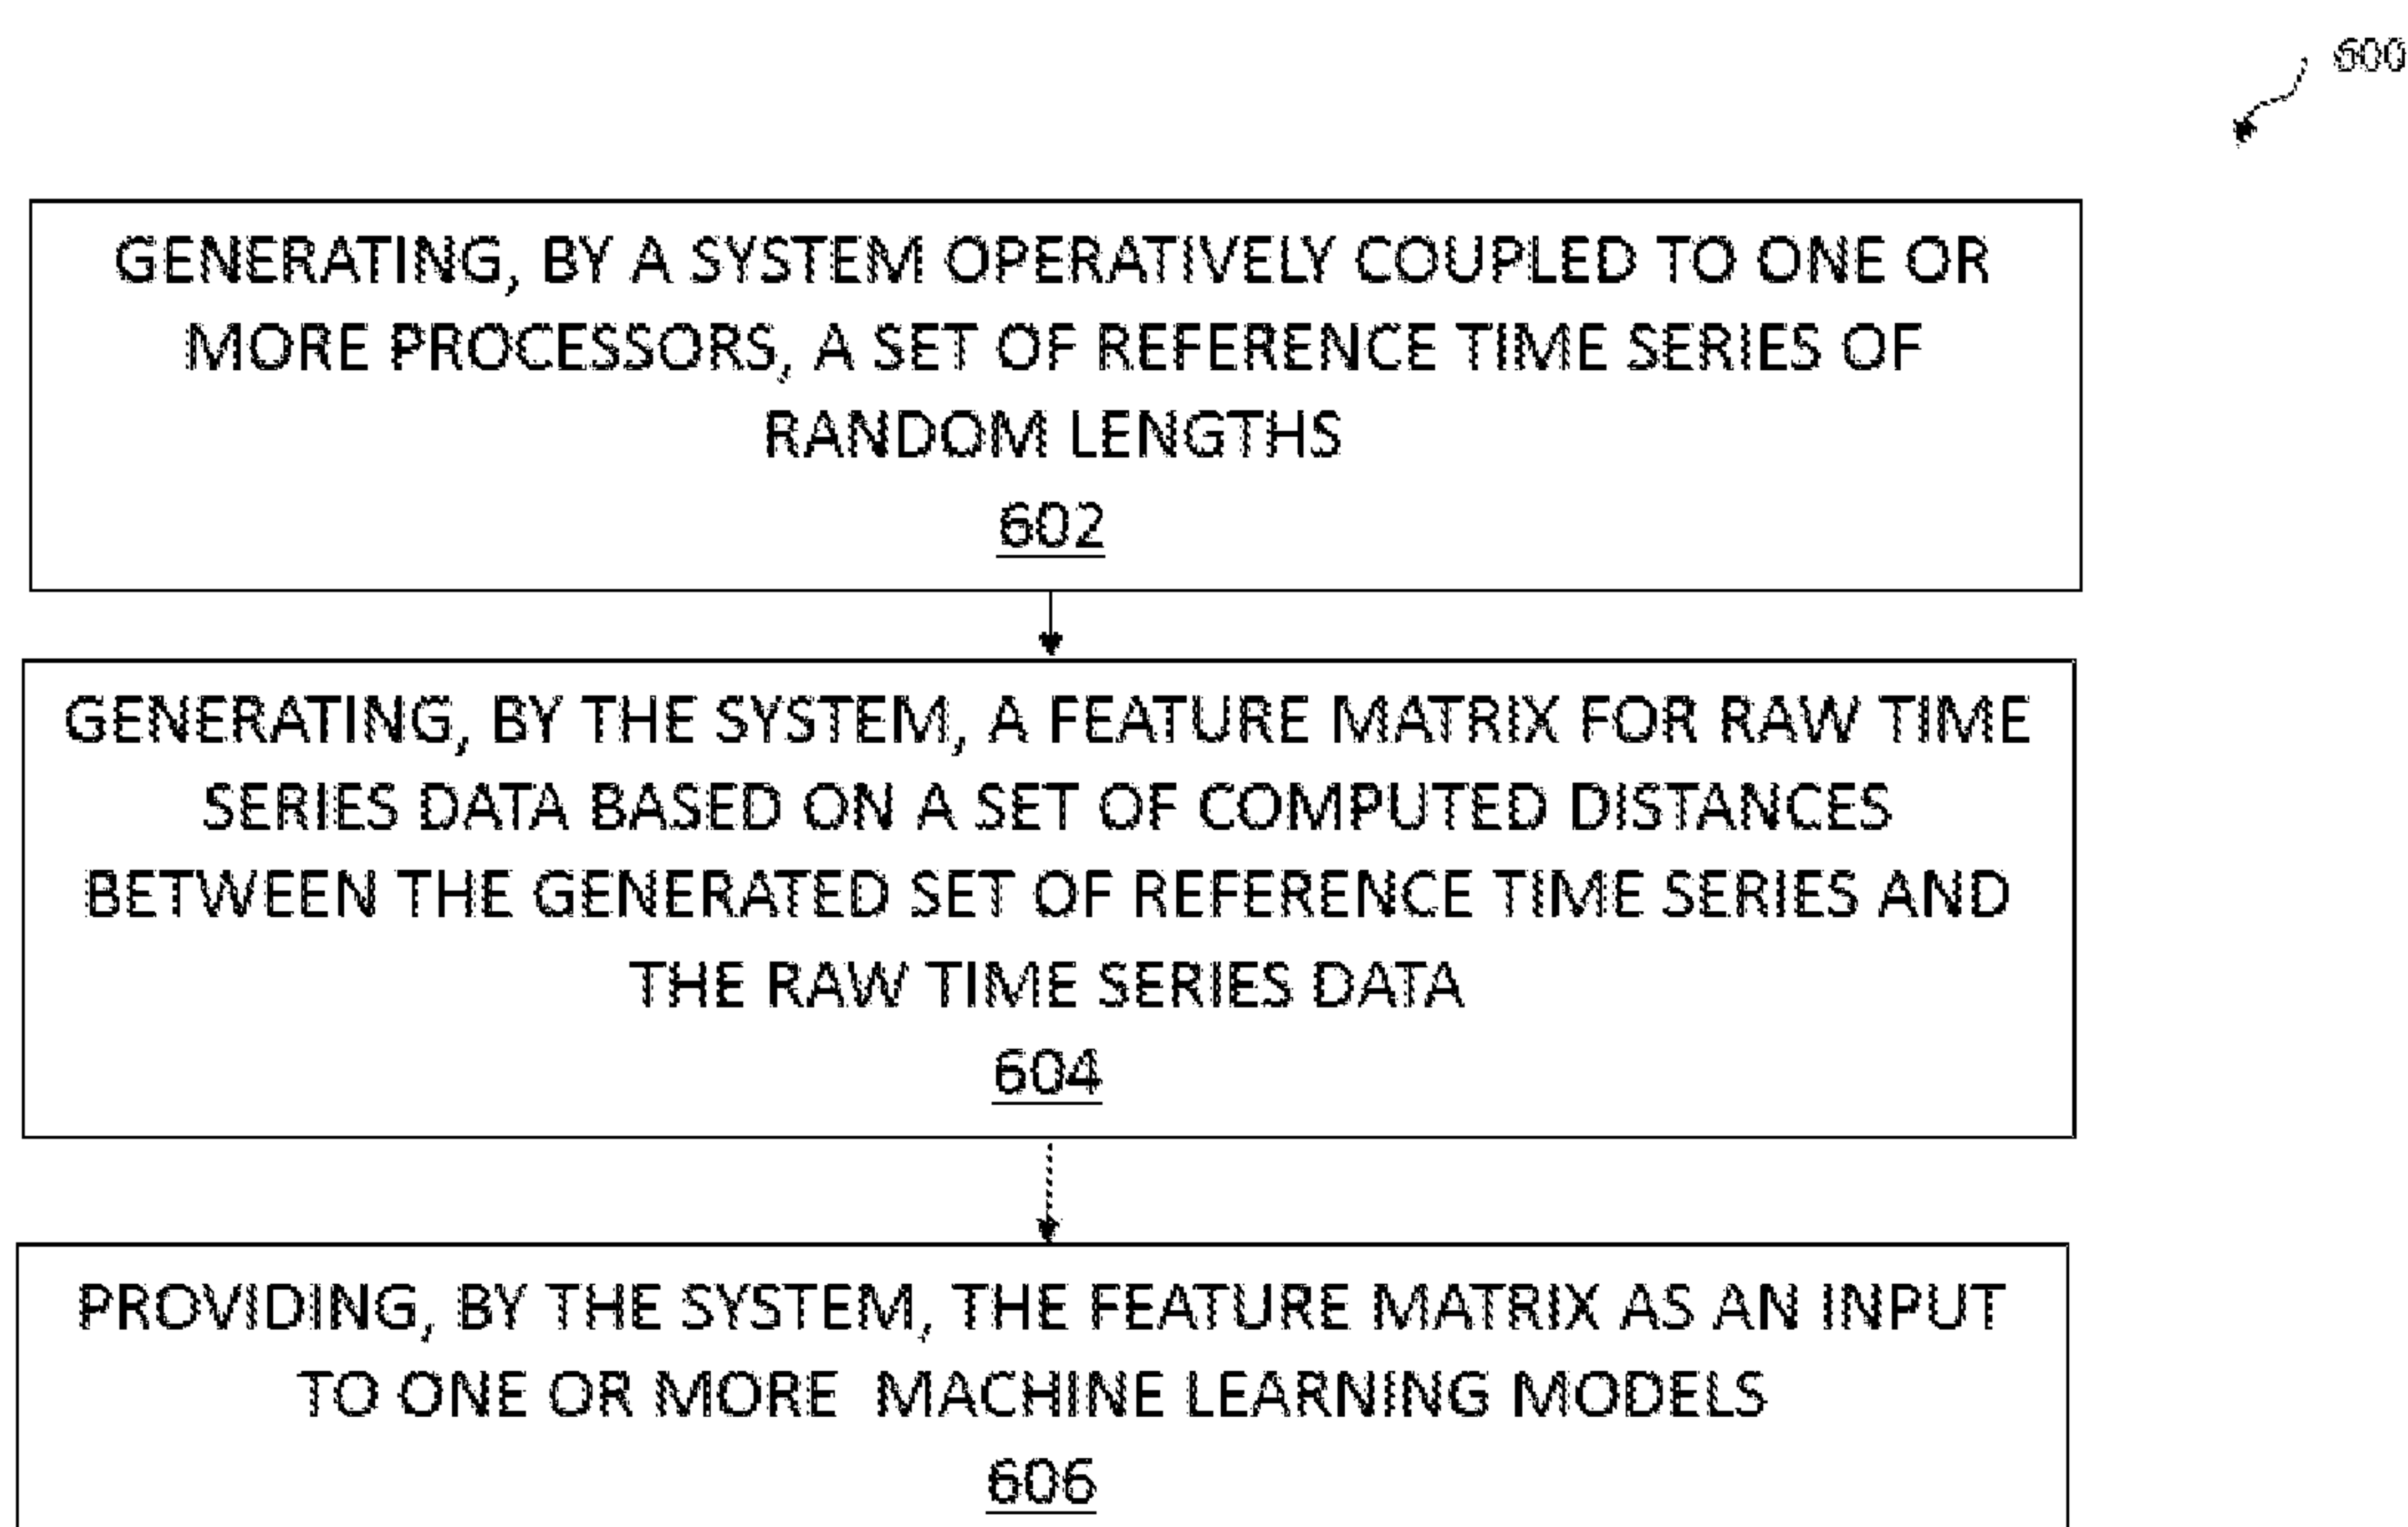 600
GENERATING, BY A SYSTEM OPERATIVELY COUPLED TO ONE OR
MORE PROCESSORS, A SET OF REFERENCE TIME SERIES OF
RANDOM LENGTHS
602
GENERATING, BY THE SYSTEM, A FEATURE MATRIX FOR RAW TIME
SERIES DATA BASED ON A SET OF COMPUTED DISTANCES
BETWEEN THE GENERATED SET OF REFERENCE TIME SERIES AND
THE RAW TIME SERIES DATA
604
PROVIDING, BY THE SYSTEM, THE FEATURE MATRIX AS AN INPUT
TO ONE OR MORE MACHINE LEARNING MODELS
606